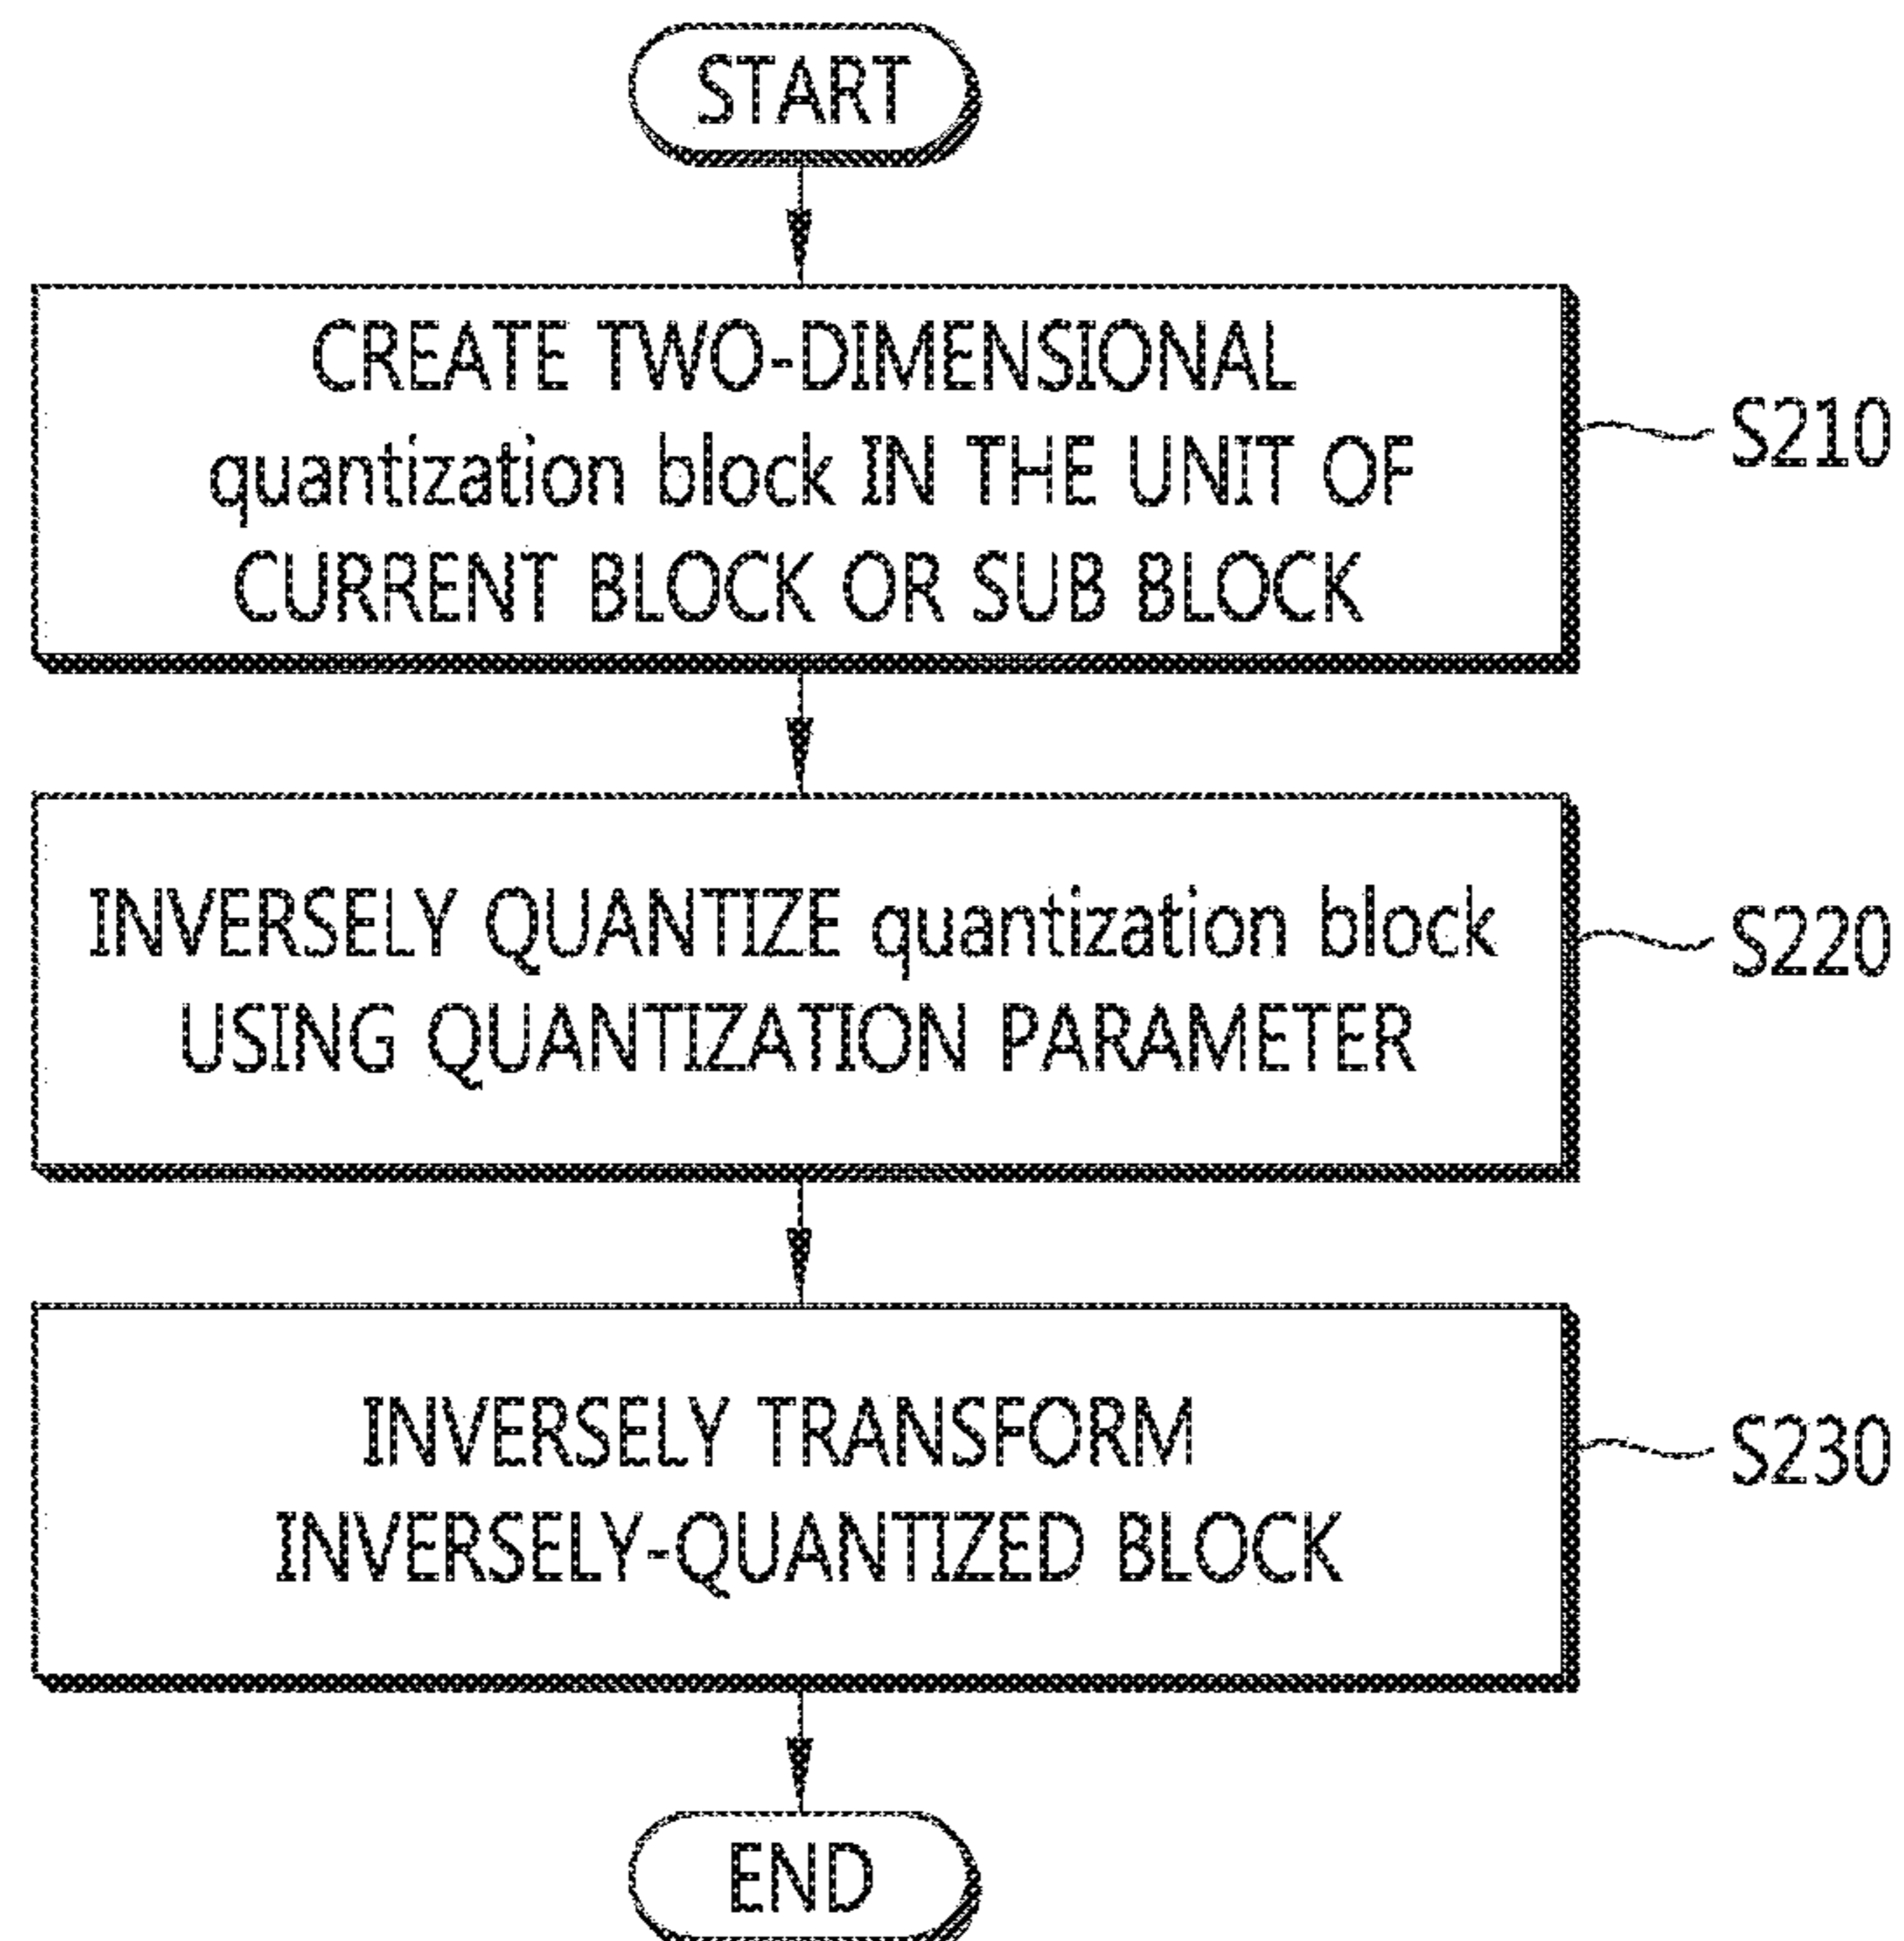 START
CREATE TWO-DIMENSIONAL
quantization block IN THE UNIT OF
CURRENT BLOCK OR SUB BLOCK
S210
INVERSELY QUANTIZE quantization block
USING QUANTIZATION PARAMETER
S220
INVERSELY TRANSFORM
INVERSELY-QUANTIZED BLOCK
S230
END